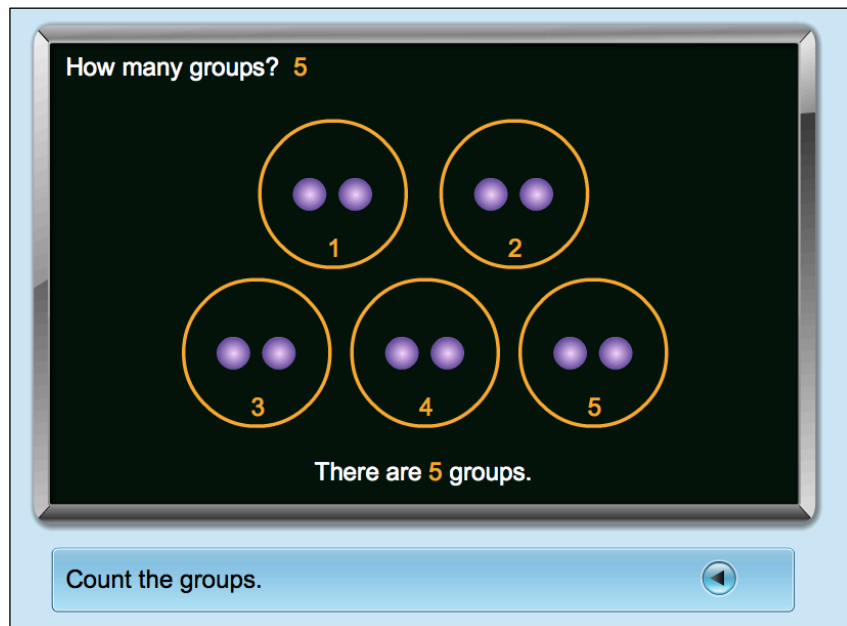 How many groups? 5
1 2
3 4 5
There are 5 groups.
Count the groups.